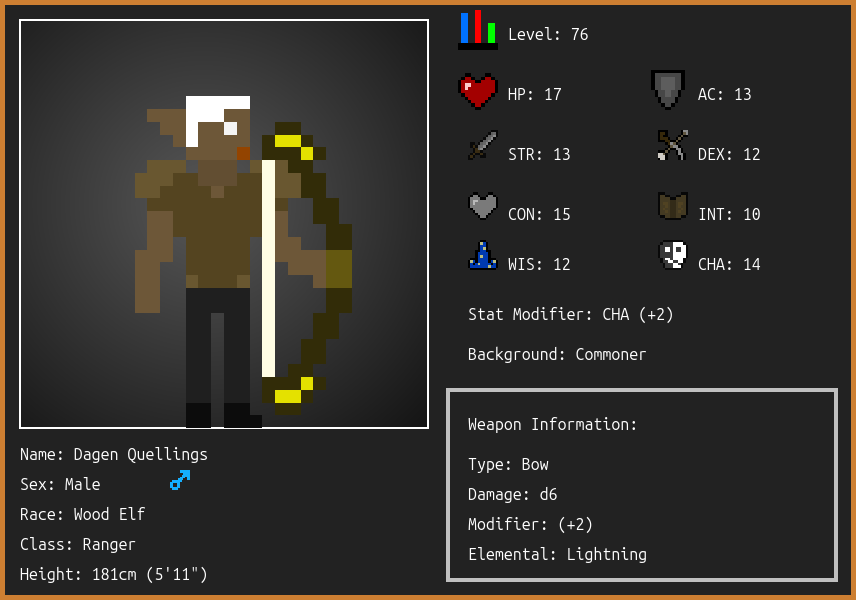 Level: 76
HP: 17
AC: 13
STR: 13
DEX: 12
CON: 15
INT: 10
WIS: 12
CHA: 14
Stat Modifier: CHA (+2)
Background: Commoner
Name: Dagen Quellings
Sex: Male
Race: Wood Elf
Class: Ranger
Height: 181cm (5'11")
Weapon Information:
Type: Bow
Damage: d6
Modifier: (+2)
Elemental: Lightning